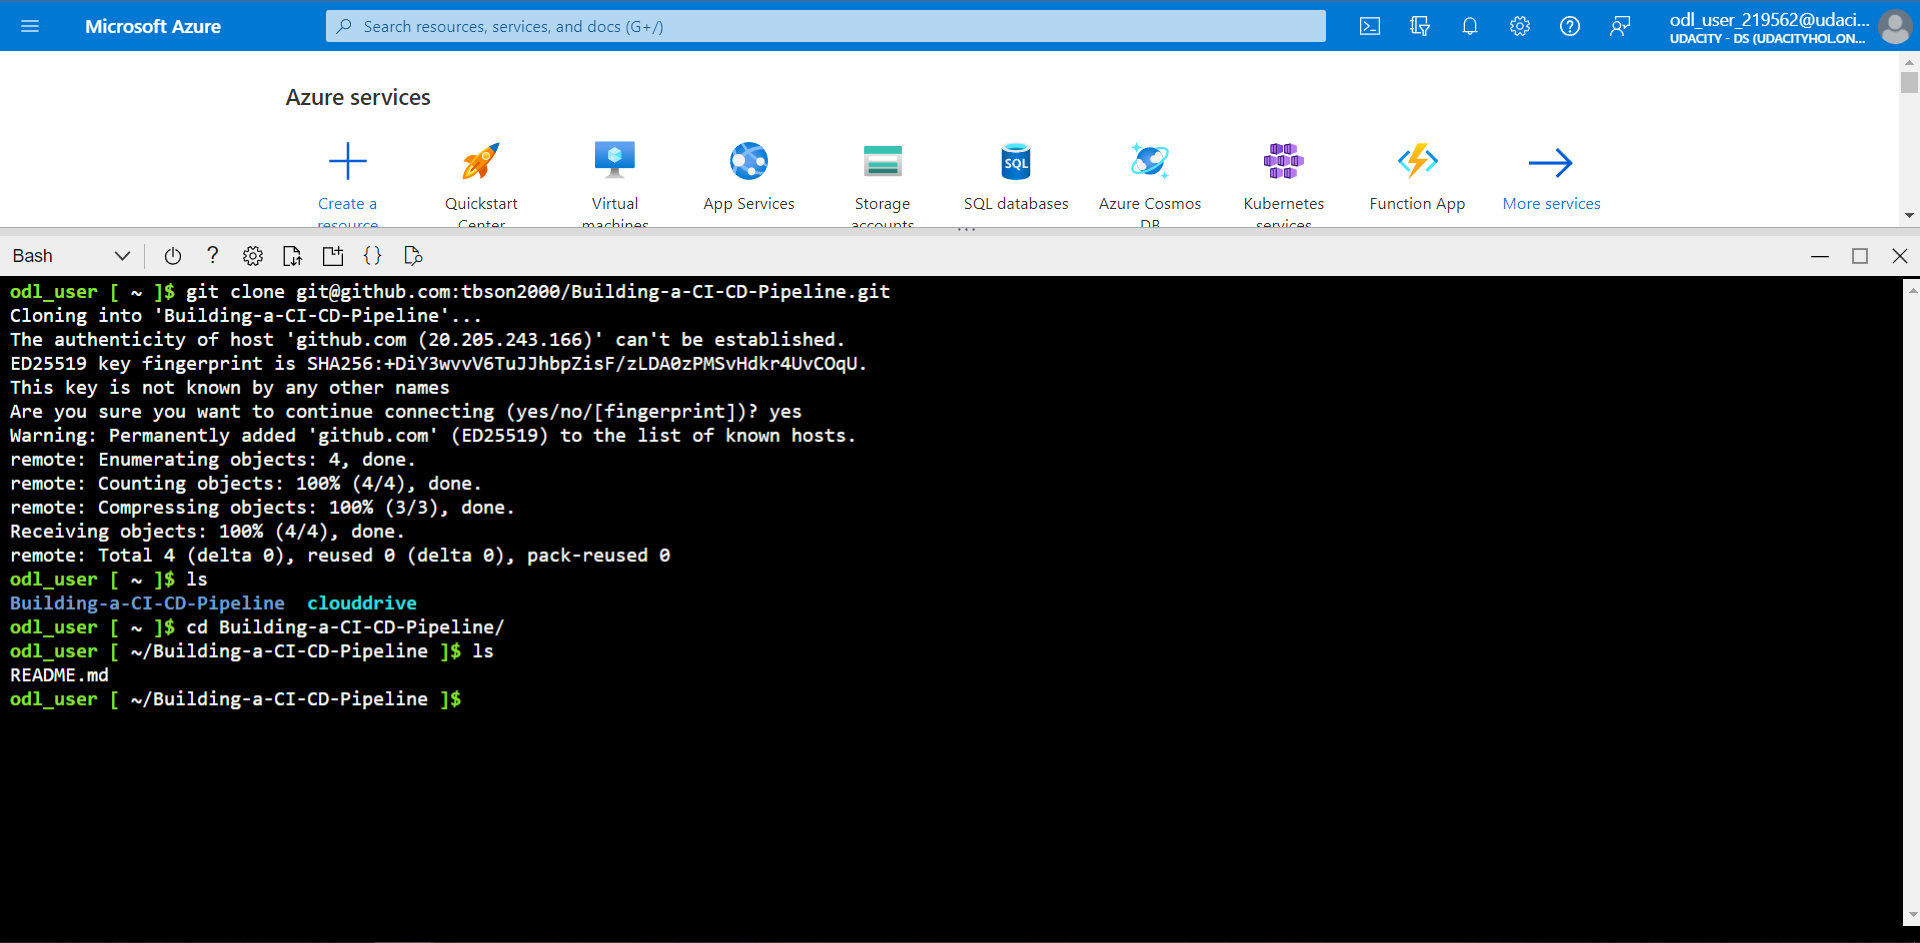 Microsoft Azure
Search resources, services, and docs (G+/)
odl_user_219562@udaci...
UDACITY - DS (UDACITYHOL.ON...
Azure services
Create a
resource
Quickstart
Center
Virtual
machines
App Services
Storage
accounts
SQL
SQL databases
Azure Cosmos
DB
Kubernetes
services
Function App
More services
Bash
odl_user [ ~ ]$ git clone git@github.com:tbson2000/Building-a-CI-CD-Pipeline.git
Cloning into 'Building-a-CI-CD-Pipeline'...
The authenticity of host 'github.com (20.205.243.166)' can't be established.
ED25519 key fingerprint is SHA256:+DiY3wvvV6TuJJhbpZisF/zLDA0zPMSvHdkr4UvCOqU.
This key is not known by any other names
Are you sure you want to continue connecting (yes/no/[fingerprint])? yes
Warning: Permanently added 'github.com' (ED25519) to the list of known hosts.
remote: Enumerating objects: 4, done.
remote: Counting objects: 100% (4/4), done.
remote: Compressing objects: 100% (3/3), done.
Receiving objects: 100% (4/4), done.
remote: Total 4 (delta 0), reused 0 (delta 0), pack-reused 0
odl_user [ ~ ]$ ls
Building-a-CI-CD-Pipeline  clouddrive
odl_user [ ~ ]$ cd Building-a-CI-CD-Pipeline/
odl_user [ ~/Building-a-CI-CD-Pipeline ]$ ls
README.md
odl_user [ ~/Building-a-CI-CD-Pipeline ]$